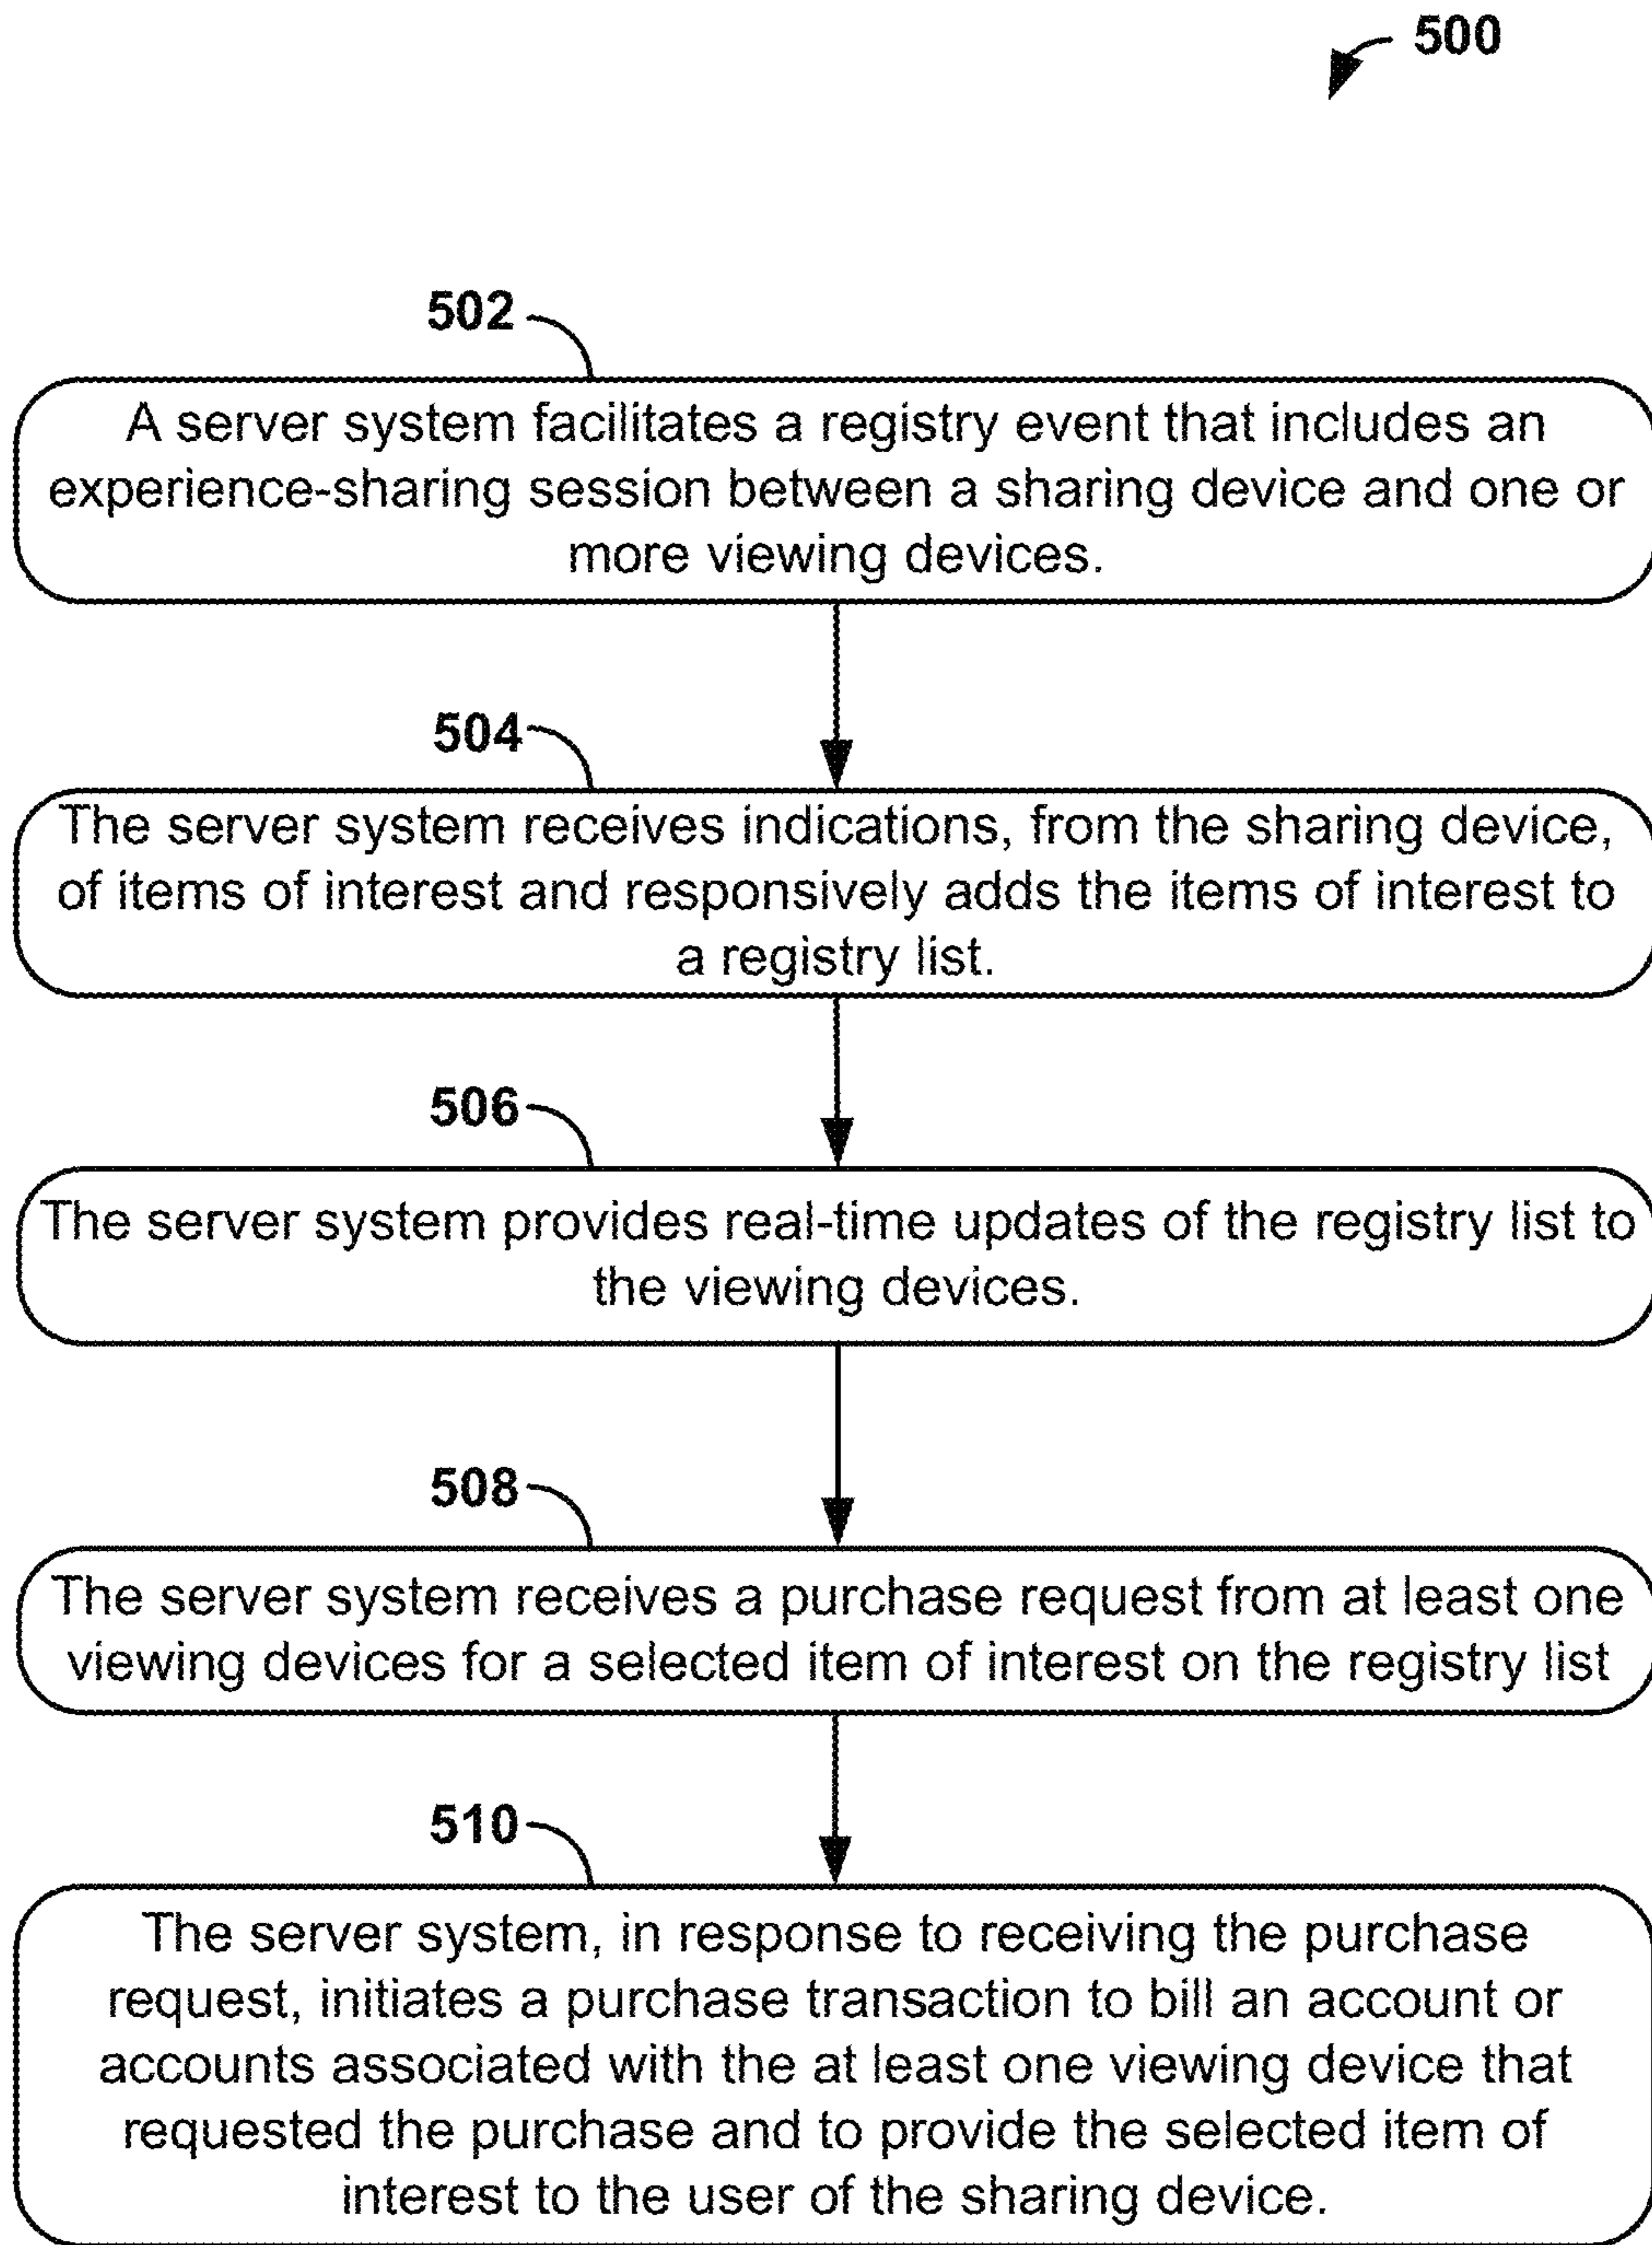 500
502
A server system facilitates a registry event that includes an
experience-sharing session between a sharing device and one or
more viewing devices.
504
The server system receives indications, from the sharing device,
of items of interest and responsively adds the items of interest to
a registry list.
506
The server system provides real-time updates of the registry list to
the viewing devices.
508
The server system receives a purchase request from at least one
viewing devices for a selected item of interest on the registry list
510
The server system, in response to receiving the purchase
request, initiates a purchase transaction to bill an account or
accounts associated with the at least one viewing device that
requested the purchase and to provide the selected item of
interest to the user of the sharing device.